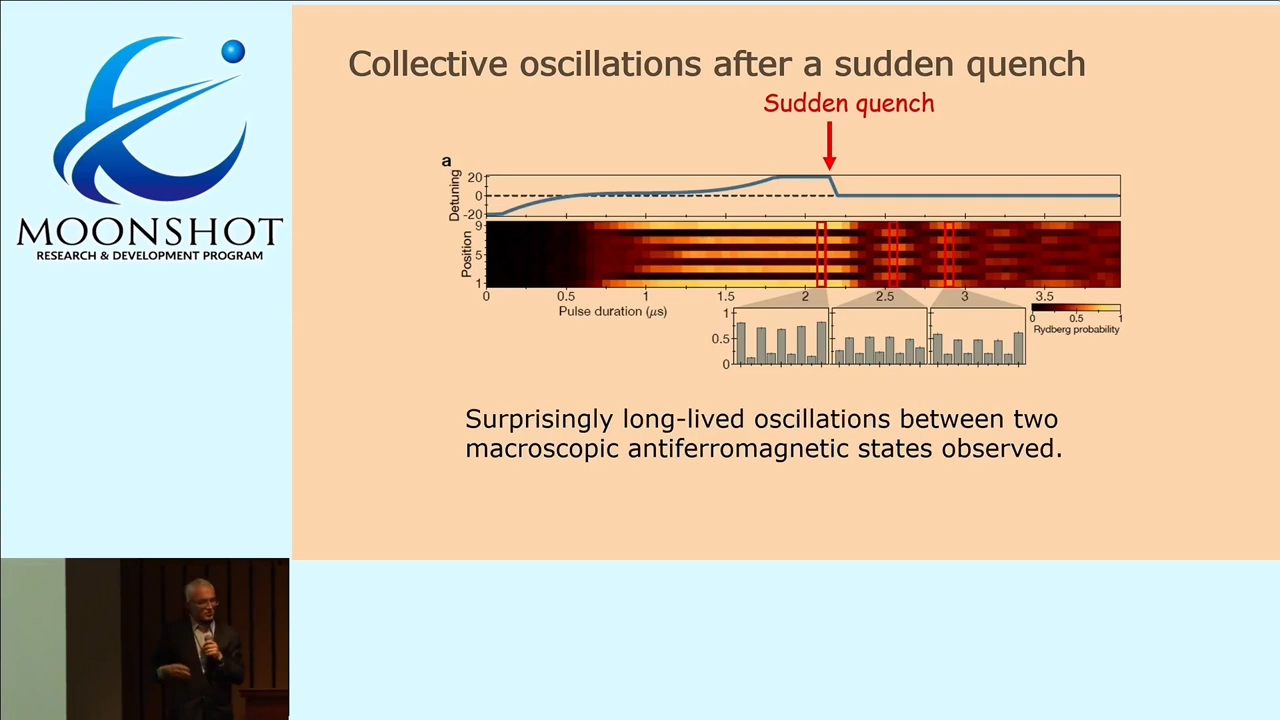 MOONSHOT
RESEARCH & DEVELOPMENT PROGRAM
Collective oscillations after a sudden quench
Sudden quench
a
Detuning
20
0
-20
Position
9
5
1
0 0.5 1 1.5 2 2.5 3 3.5
Pulse duration (μs)
1
0.5
0
0 0.5 1
Rydberg probability
Surprisingly long-lived oscillations between two
macroscopic antiferromagnetic states observed.